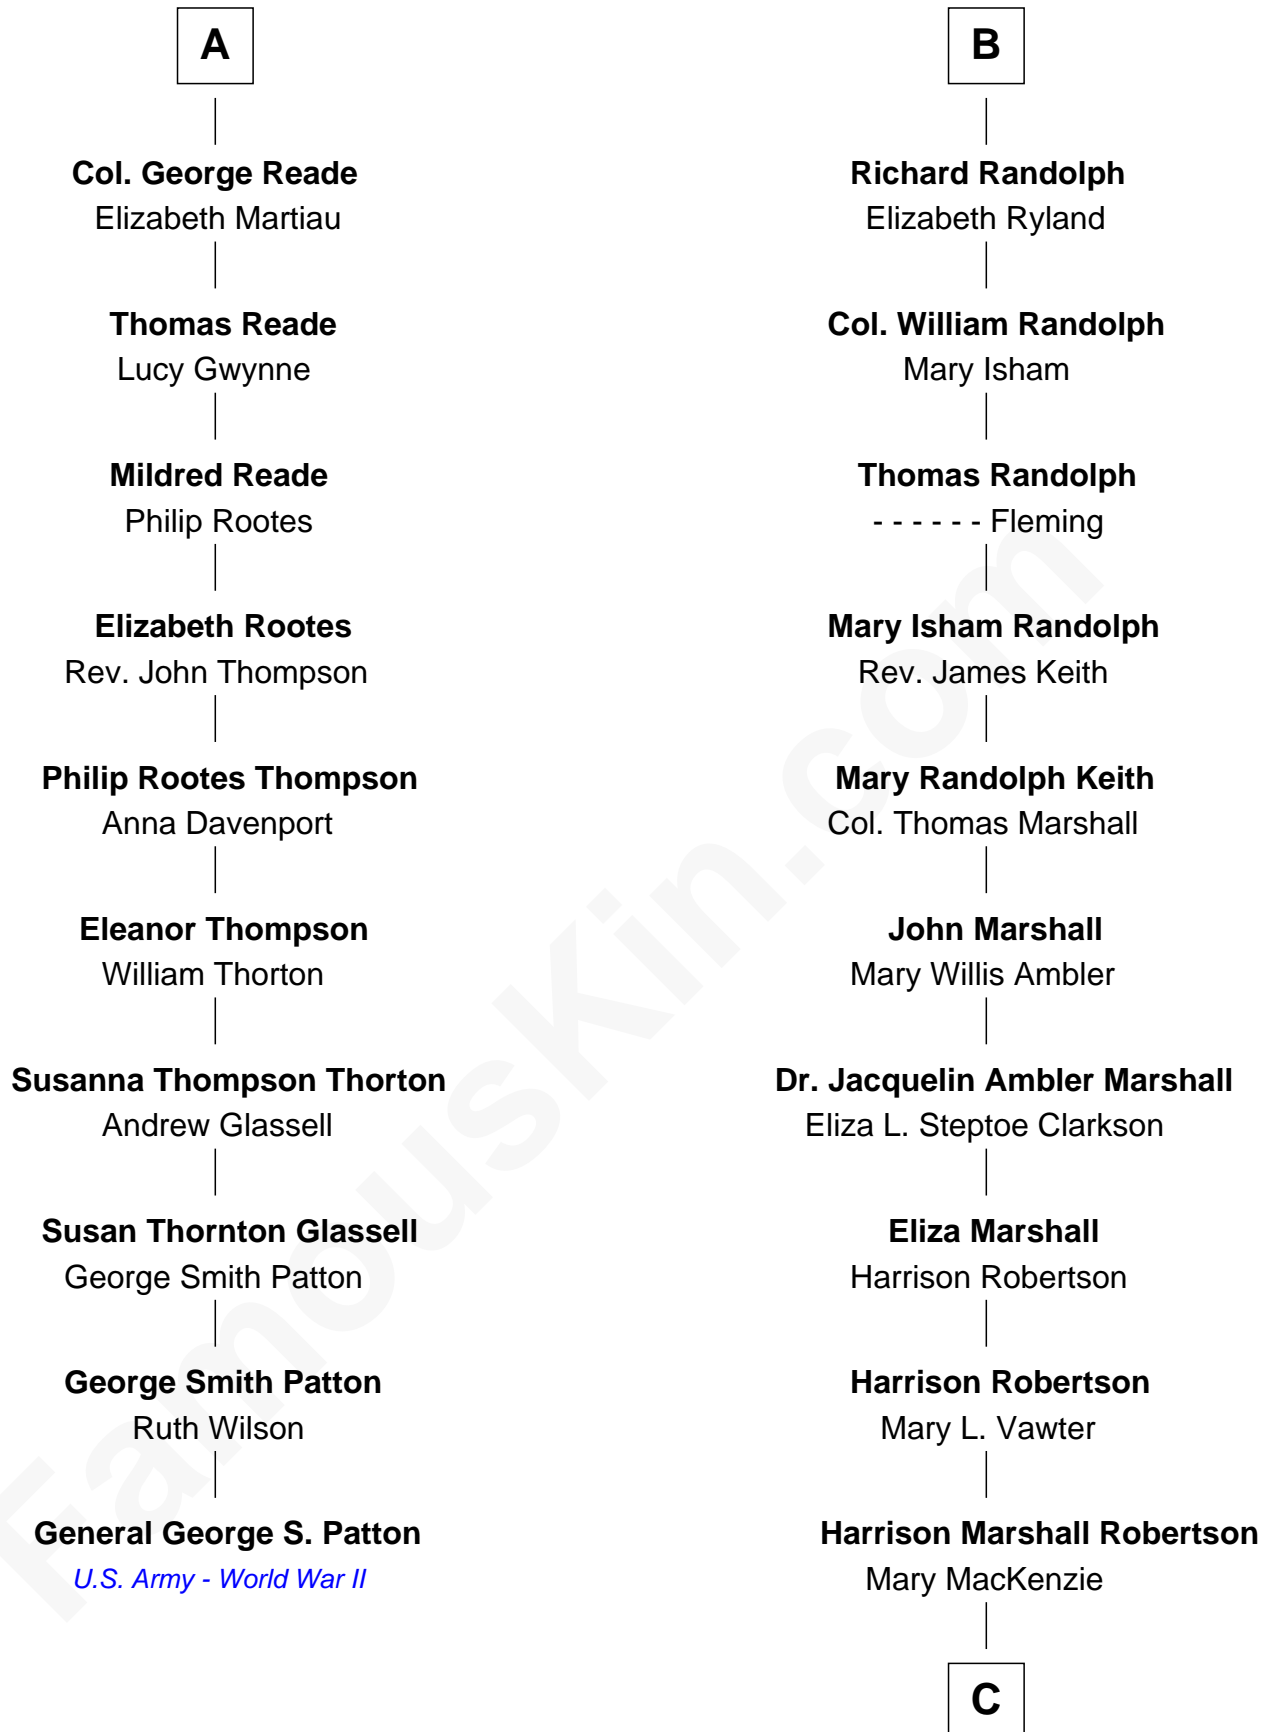 A
Col. George Reade
Elizabeth Martiau
Thomas Reade
Lucy Gwynne
Mildred Reade
Philip Rootes
Elizabeth Rootes
Rev. John Thompson
Philip Rootes Thompson
Anna Davenport
Eleanor Thompson
William Thorton
Susanna Thompson Thorton
Andrew Glassell
Susan Thornton Glassell
George Smith Patton
George Smith Patton
Ruth Wilson
General George S. Patton
U.S. Army - World War II
B
Richard Randolph
Elizabeth Ryland
Col. William Randolph
Mary Isham
Thomas Randolph
- - - - - - Fleming
Mary Isham Randolph
Rev. James Keith
Mary Randolph Keith
Col. Thomas Marshall
John Marshall
Mary Willis Ambler
Dr. Jacquelin Ambler Marshall
Eliza L. Steptoe Clarkson
Eliza Marshall
Harrison Robertson
Harrison Robertson
Mary L. Vawter
Harrison Marshall Robertson
Mary MacKenzie
C
FamousKin.com